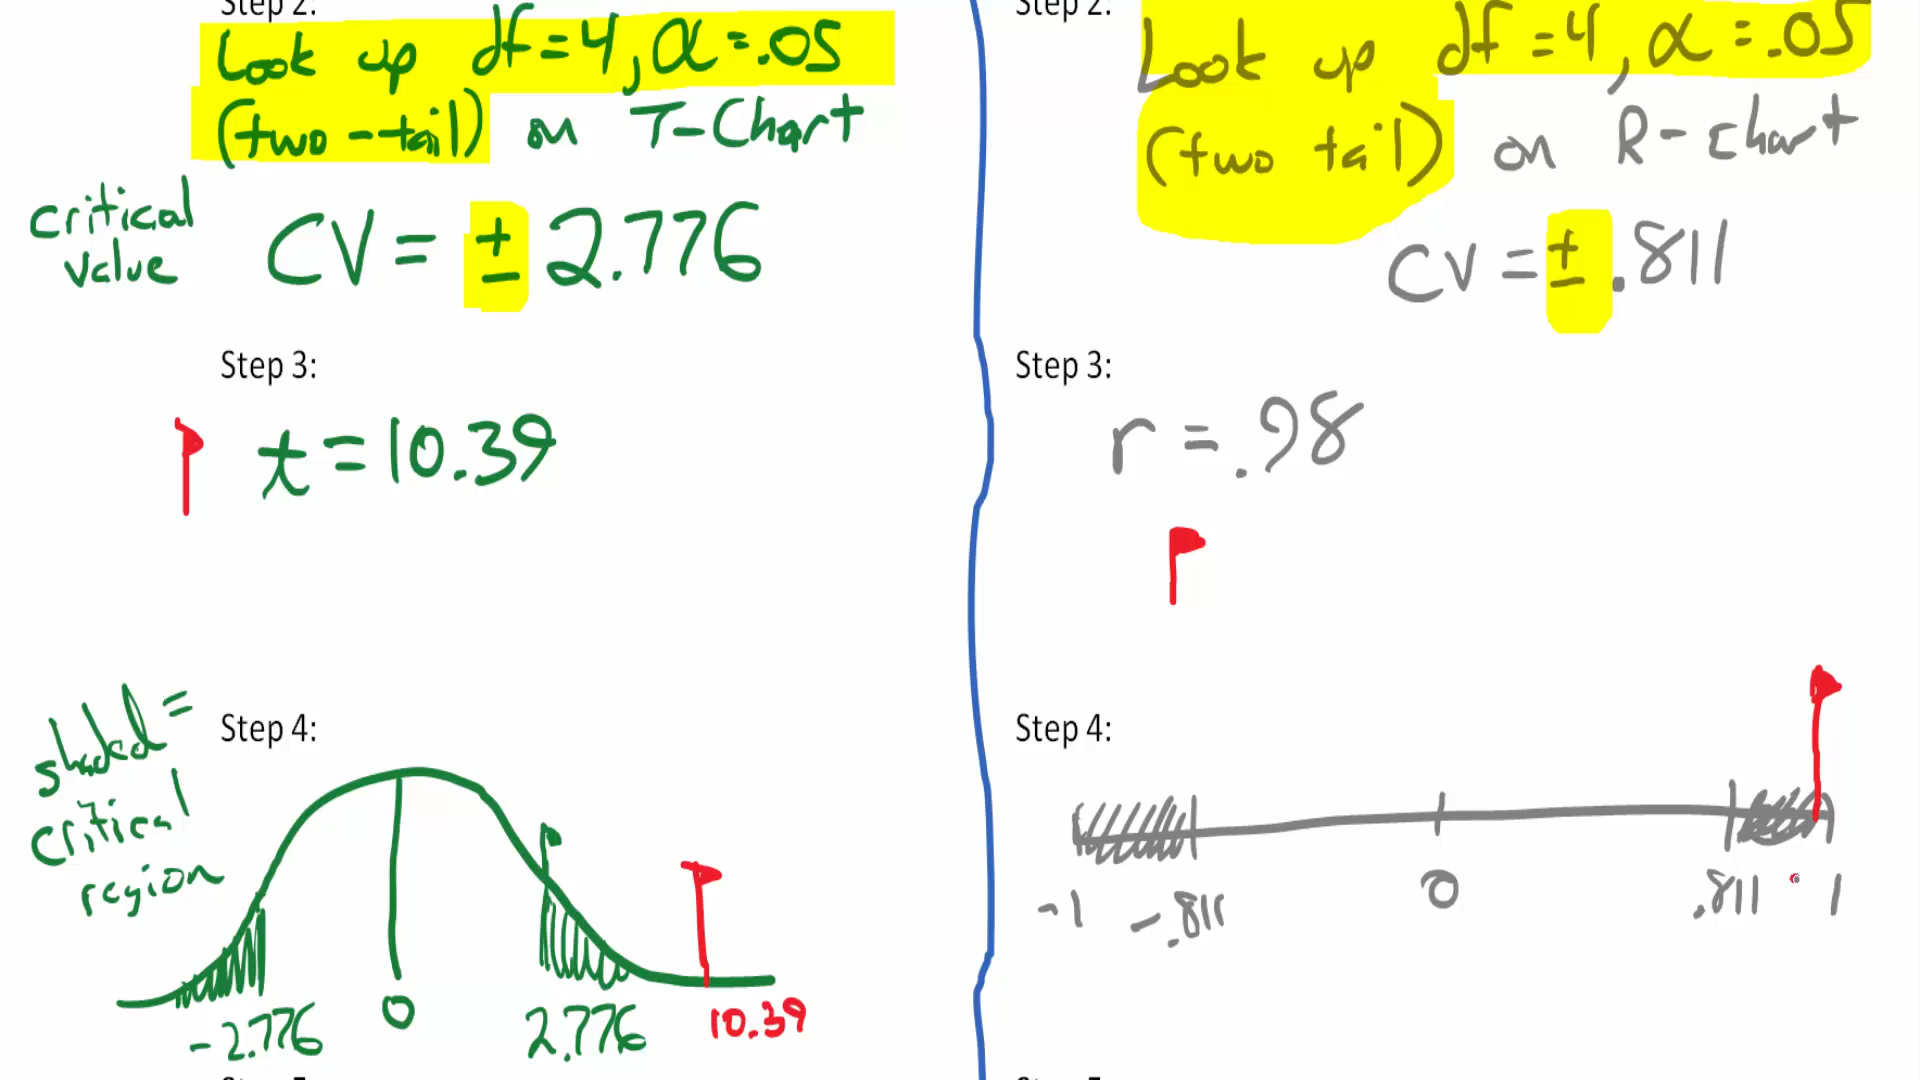 Step 2:
Look up df = 4, α = .05
(two-tail) on T-Chart
critical
value
CV = ± 2.776
Step 3:
t = 10.39
shaded =
critical
region
Step 4:
-2.776
0
2.776
10.39
Step 2:
Look up df = 4, α = .05
(two tail) on R-chart
CV = ± .811
Step 3:
r = .98
Step 4:
-1
-.811
0
.811
1